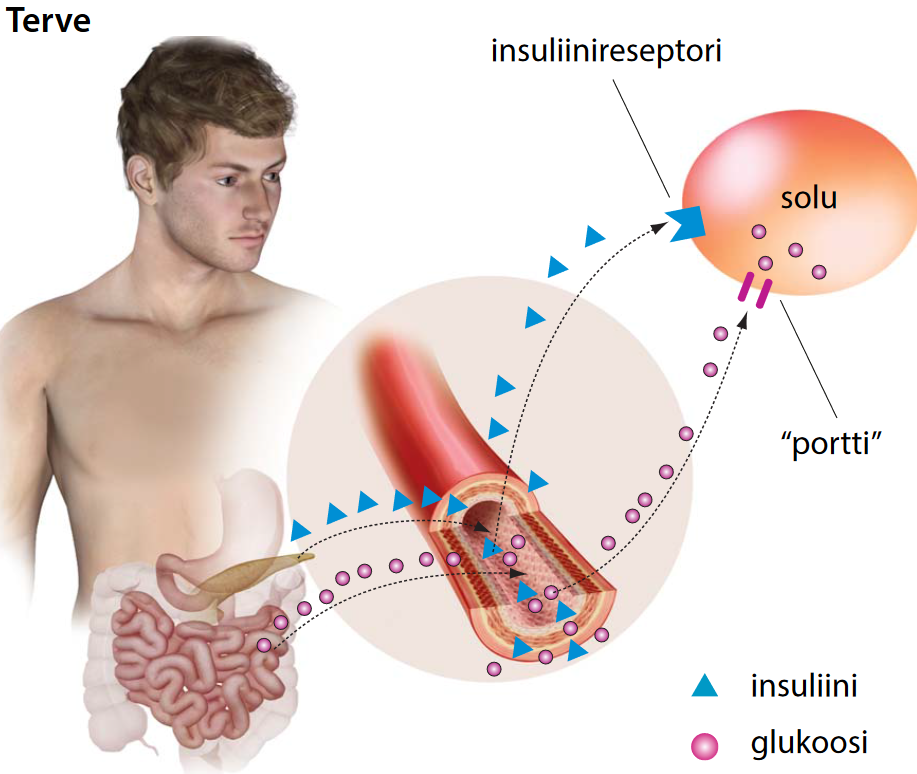 Terve
insuliinireseptori
solu
“portti”
insuliini
glukoosi